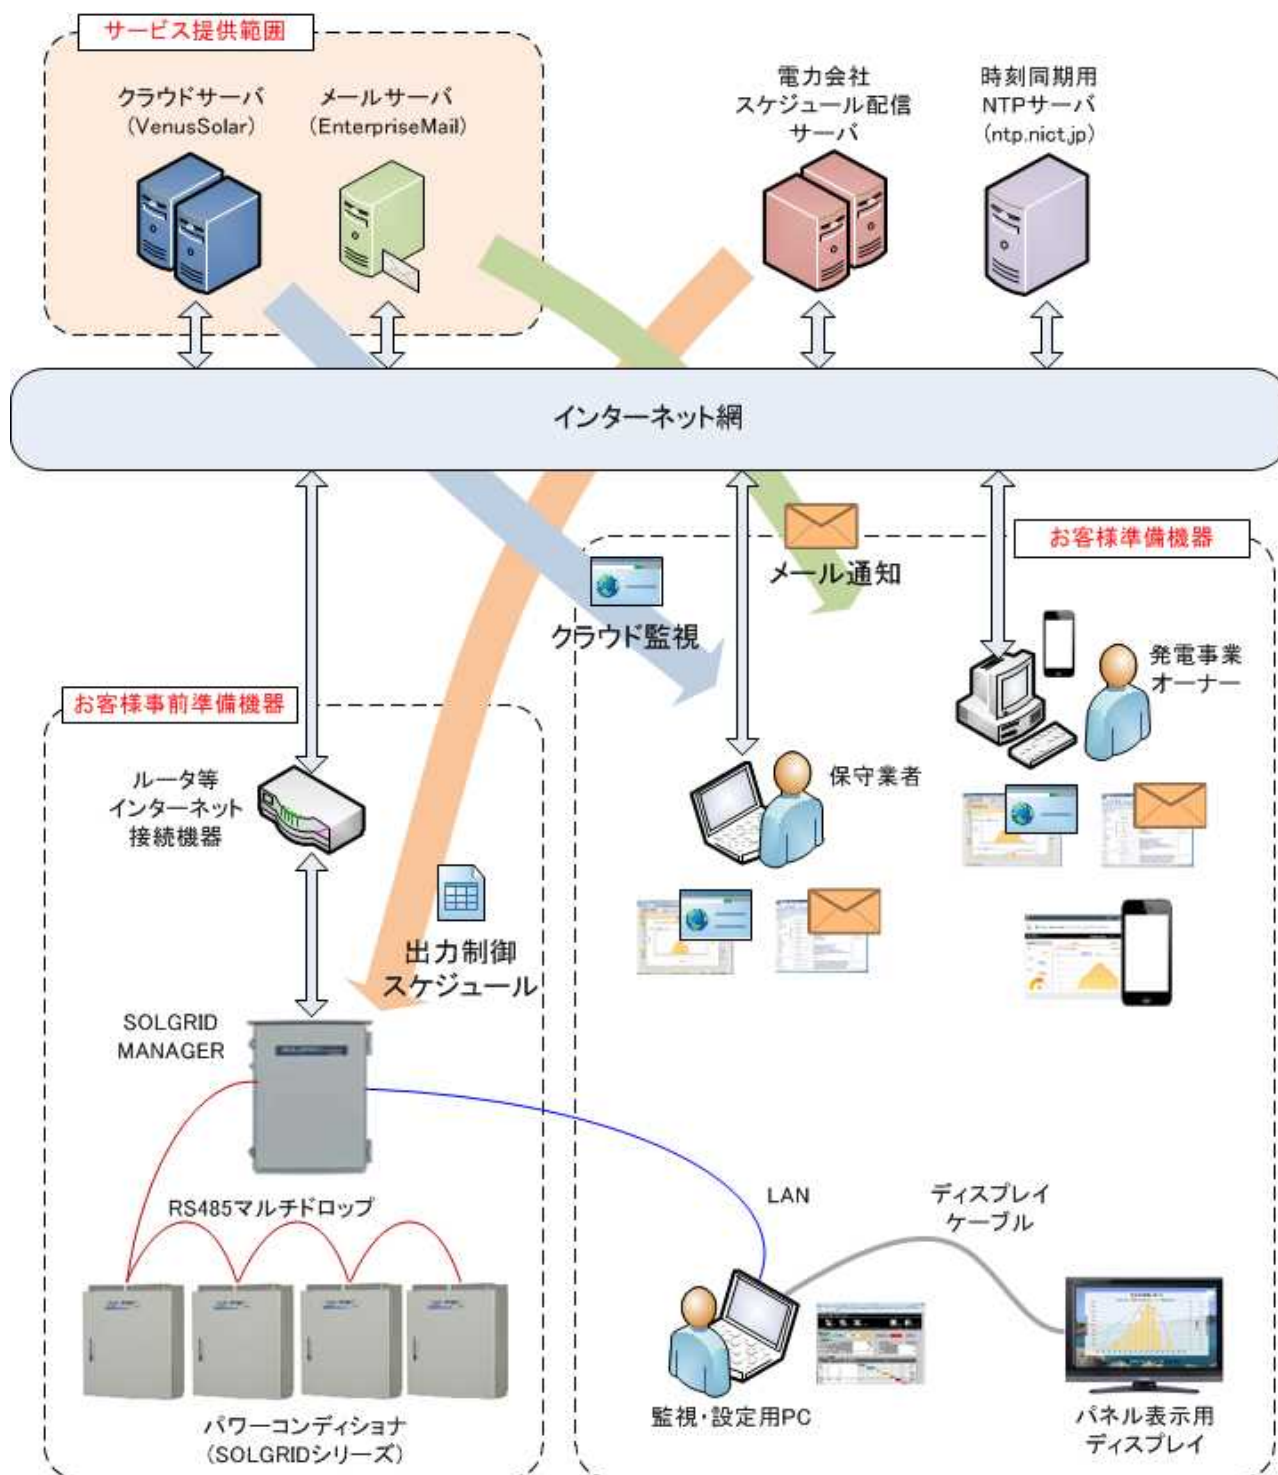 サービス提供範囲
クラウドサーバ
(VenusSolar)
メールサーバ
(EnterpriseMail)
電力会社
スケジュール配信
サーバ
時刻同期用
NTPサーバ
(ntp.nict.jp)
インターネット網
お客様準備機器
メール通知
クラウド監視
発電事業
オーナー
お客様事前準備機器
ルータ等
インターネット
接続機器
保守業者
出力制御
スケジュール
SOLGRID
MANAGER
RS485マルチドロップ
LAN
ディスプレイ
ケーブル
パワーコンディショナ
(SOLGRIDシリーズ)
監視・設定用PC
パネル表示用
ディスプレイ